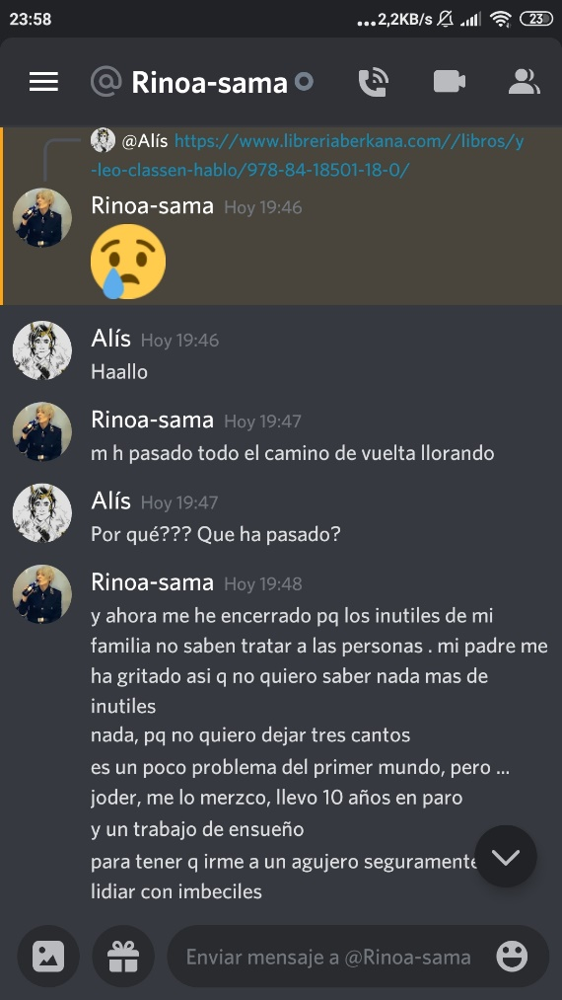 23:58
...2,2KB/s
23
@ Rinoa-sama
@Alís https://www.libreriaberkana.com//libros/y
-leo-classen-hablo/978-84-18501-18-0/
Rinoa-sama Hoy 19:46
Alís Hoy 19:46
Haallo
Rinoa-sama Hoy 19:47
m h pasado todo el camino de vuelta llorando
Alís Hoy 19:47
Por qué??? Que ha pasado?
Rinoa-sama Hoy 19:48
y ahora me he encerrado pq los inutiles de mi
familia no saben tratar a las personas . mi padre me
ha gritado asi q no quiero saber nada mas de
inutiles
nada, pq no quiero dejar tres cantos
es un poco problema del primer mundo, pero ...
joder, me lo merzco, llevo 10 años en paro
y un trabajo de ensueño
para tener q irme a un agujero seguramente
lidiar con imbeciles
Enviar mensaje a @Rinoa-sama